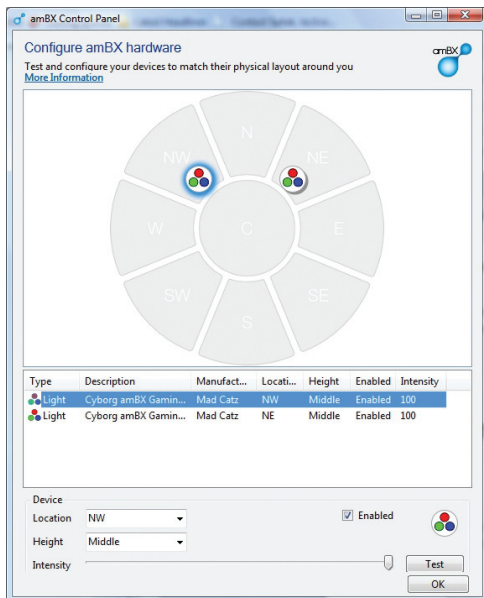 amBX Control Panel
Configure amBX hardware
amBX
Test and configure your devices to match their physical layout around you
More Information
N
NW NE
W C E
SW SE
S
Type Description Manufact... Locati... Height Enabled Intensity
Light Cyborg amBX Gamin... Mad Catz NW Middle Enabled 100
Light Cyborg amBX Gamin... Mad Catz NE Middle Enabled 100
Device
Location NW Enabled
Height Middle
Intensity Test
OK